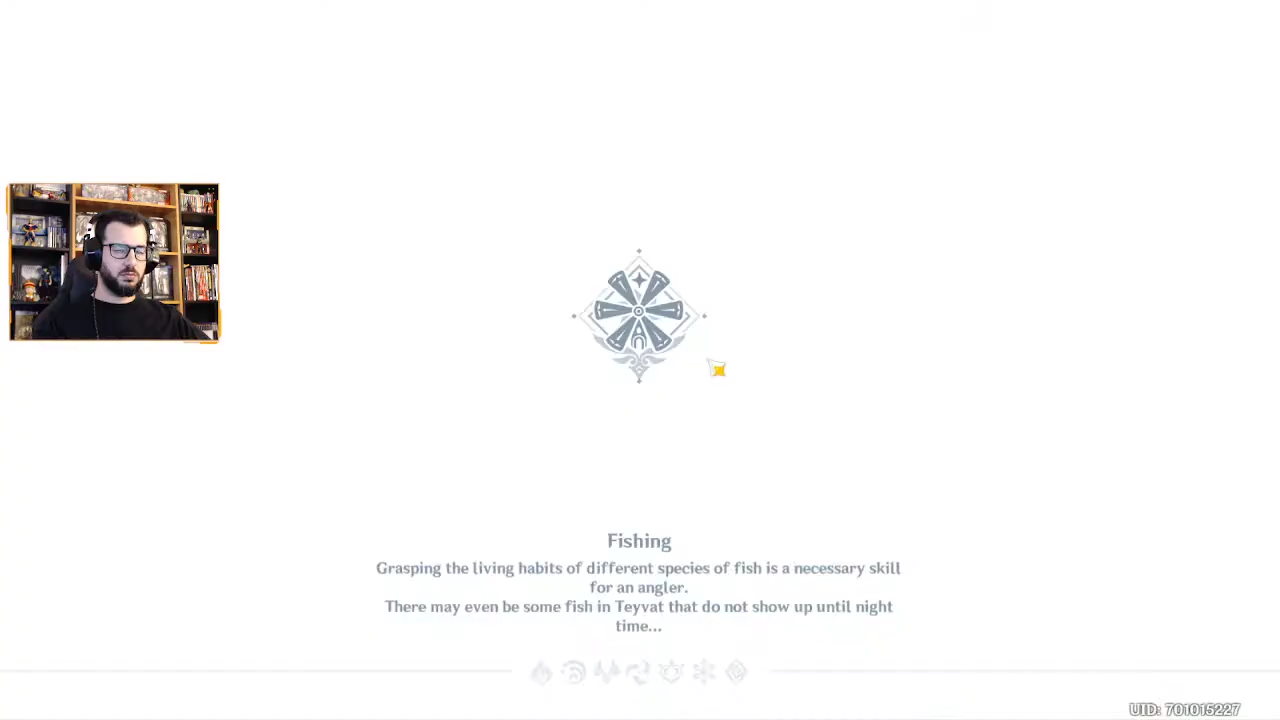 Fishing
Grasping the living habits of different species of fish is a necessary skill
for an angler.
There may even be some fish in Teyvat that do not show up until night
time...
UID: 701015227